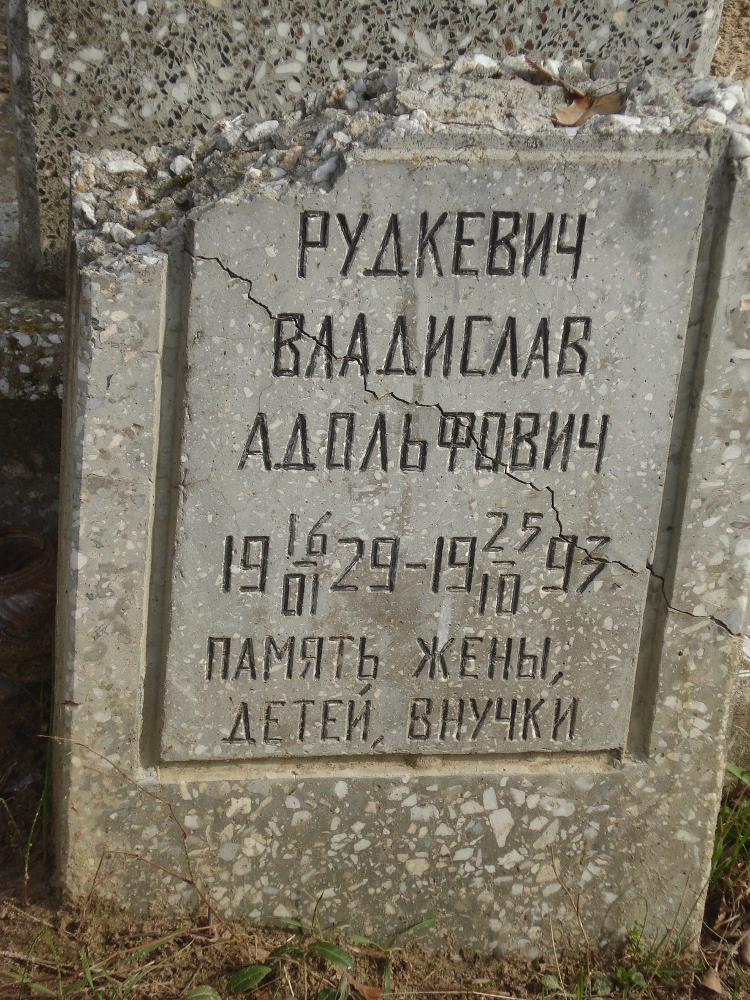 РУДКЕВИЧ
ВЛАДИСЛАВ
АДОЛЬФОВИЧ
19 16/01 29-19 25/10 93.
ПАМЯТЬ ЖЕНЫ,
ДЕТЕЙ, ВНУЧКИ